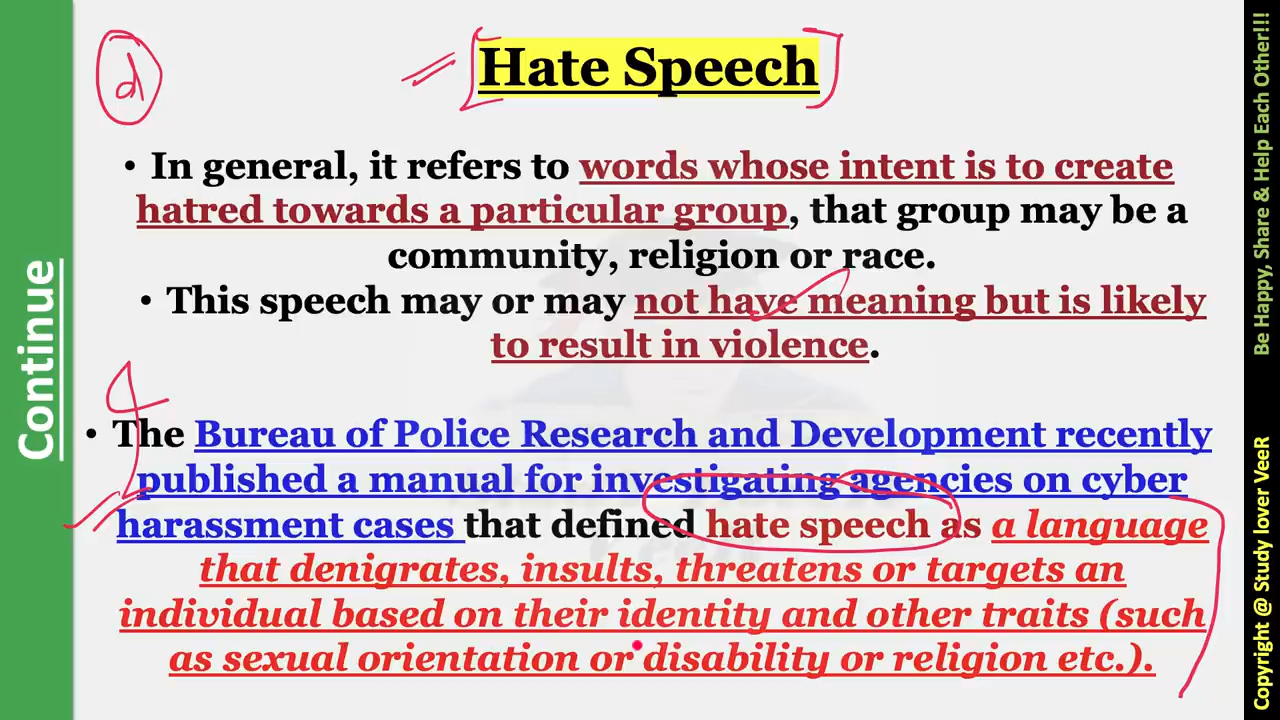 d
Hate Speech
• In general, it refers to words whose intent is to create
hatred towards a particular group, that group may be a
community, religion or race.
• This speech may or may not have meaning but is likely
to result in violence.
• The Bureau of Police Research and Development recently
published a manual for investigating agencies on cyber
harassment cases that defined hate speech as a language
that denigrates, insults, threatens or targets an
individual based on their identity and other traits (such
as sexual orientation or disability or religion etc.).
Continue
Be Happy, Share & Help Each Other!!!
Copyright @ Study lover VeeR